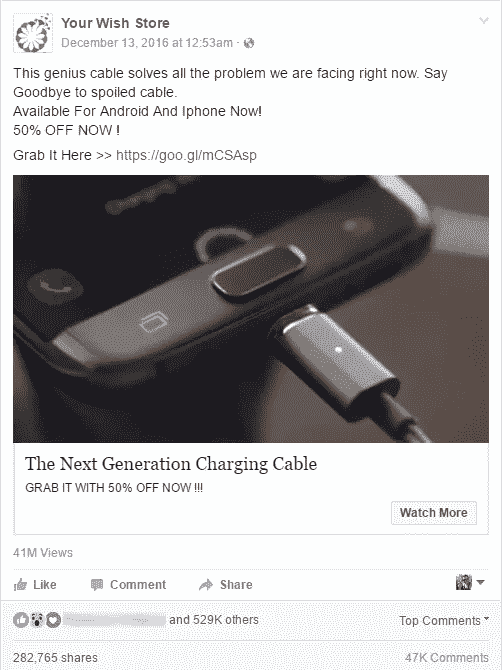 Your Wish Store
December 13, 2016 at 12:53am ·
This genius cable solves all the problem we are facing right now. Say
Goodbye to spoiled cable.
Available For Android And Iphone Now!
50% OFF NOW !
Grab It Here >> https://goo.gl/mCSAsp
The Next Generation Charging Cable
GRAB IT WITH 50% OFF NOW !!!
Watch More
41M Views
Like Comment Share
and 529K others Top Comments
282,765 shares 47K Comments